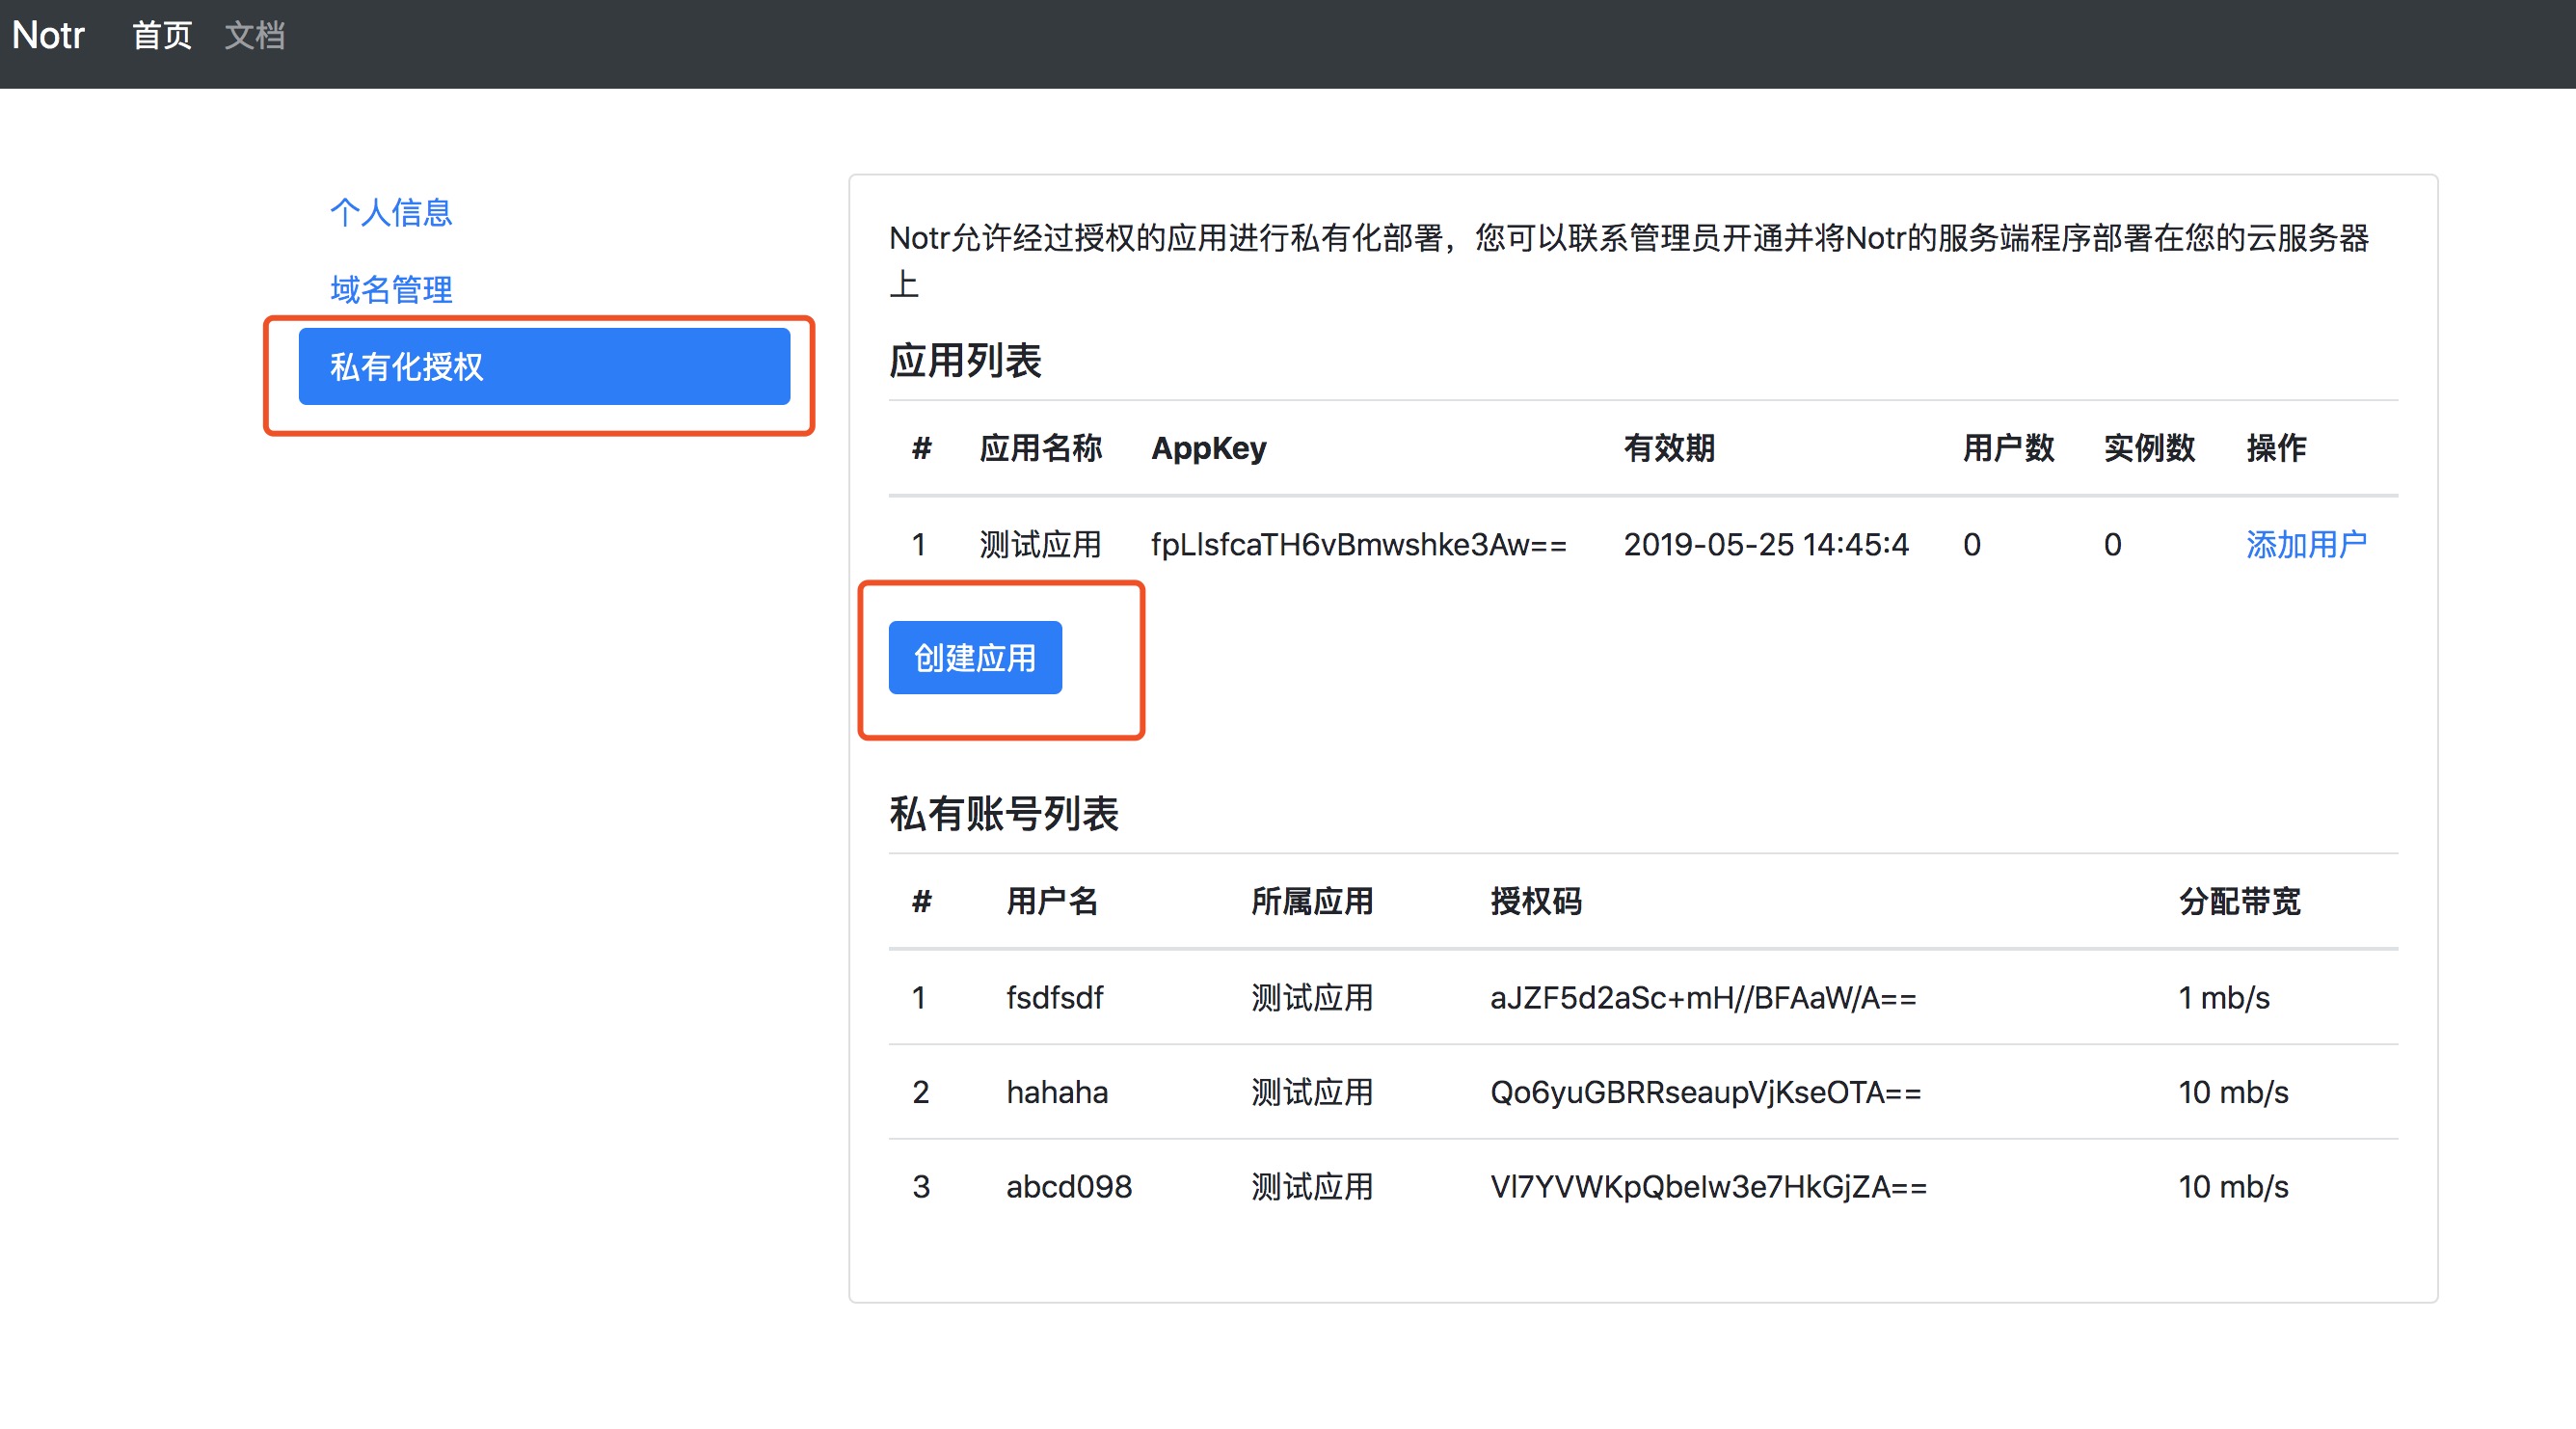 Notr 首页 文档
个人信息
域名管理
私有化授权
Notr允许经过授权的应用进行私有化部署，您可以联系管理员开通并将Notr的服务端程序部署在您的云服务器
上
应用列表
# 应用名称 AppKey 有效期 用户数 实例数 操作
1 测试应用 fpLlsfcaTH6vBmwshke3Aw== 2019-05-25 14:45:4 0 0 添加用户
创建应用
私有账号列表
# 用户名 所属应用 授权码 分配带宽
1 fsdfsdf 测试应用 aJZF5d2aSc+mH//BFAaW/A== 1 mb/s
2 hahaha 测试应用 Qo6yuGBRRseaupVjKseOTA== 10 mb/s
3 abcd098 测试应用 Vl7YVWKpQbelw3e7HkGjZA== 10 mb/s